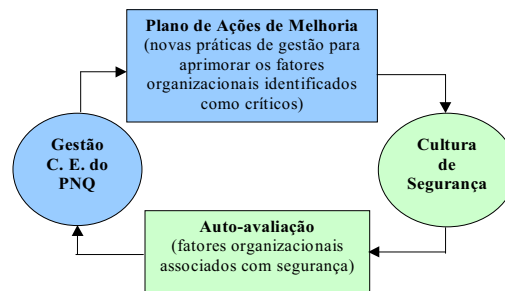 Plano de Ações de Melhoria
(novas práticas de gestão para
aprimorar os fatores
organizacionais identificados
como críticos)
Gestão
C. E. do
PNQ
Cultura
de
Segurança
Auto-avaliação
(fatores organizacionais
associados com segurança)